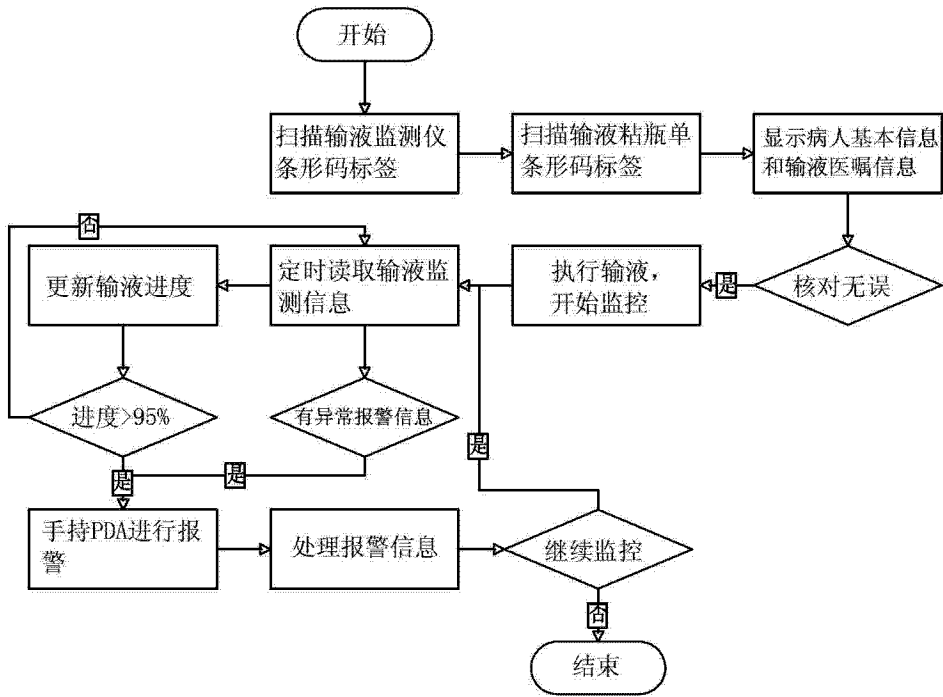 开始
扫描输液监测仪
条形码标签
扫描输液粘瓶单
条形码标签
显示病人基本信息
和输液医嘱信息
否
更新输液进度
定时读取输液监
测信息
执行输液，
开始监控
是
核对无误
进度>95%
有异常报警信息
是
是
是
手持PDA进行报
警
处理报警信息
继续监控
否
结束